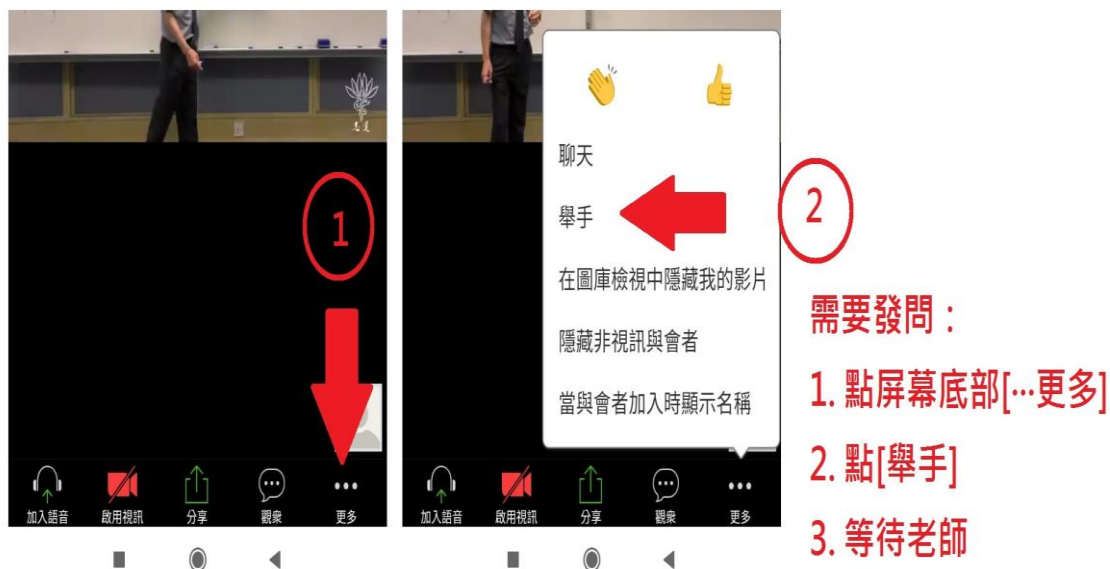 志道
1
加入語音
啟用視訊
分享
觀衆
更多
聊天
舉手
在圖庫檢視中隱藏我的影片
隱藏非視訊與會者
當與會者加入時顯示名稱
加入語音
啟用視訊
分享
觀衆
更多
2
需要發問：
1. 點屏幕底部[…更多]
2. 點[舉手]
3. 等待老師